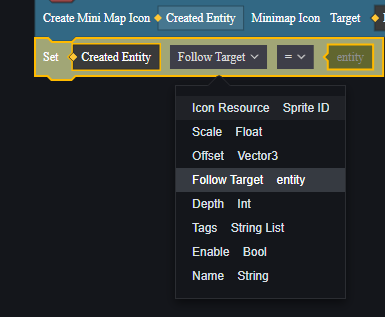 Create Mini Map Icon Created Entity Minimap Icon Target
Set Created Entity Follow Target = entity
Icon Resource Sprite ID
Scale Float
Offset Vector3
Follow Target entity
Depth Int
Tags String List
Enable Bool
Name String